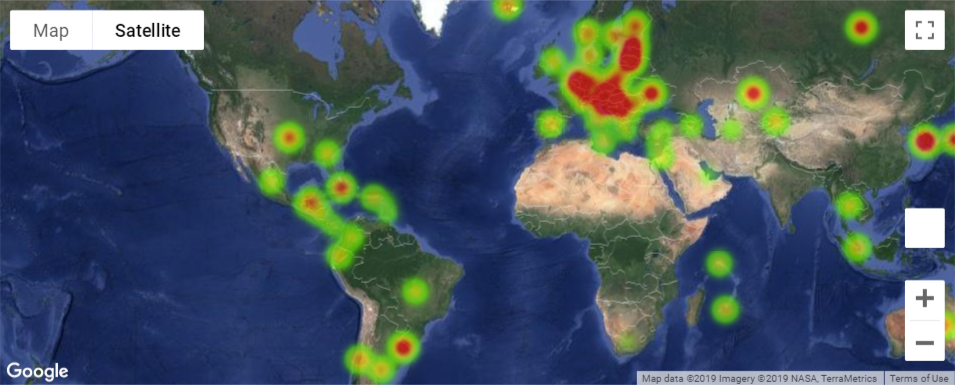 Map Satellite
Google
Map data ©2019 Imagery ©2019 NASA, TerraMetrics Terms of Use